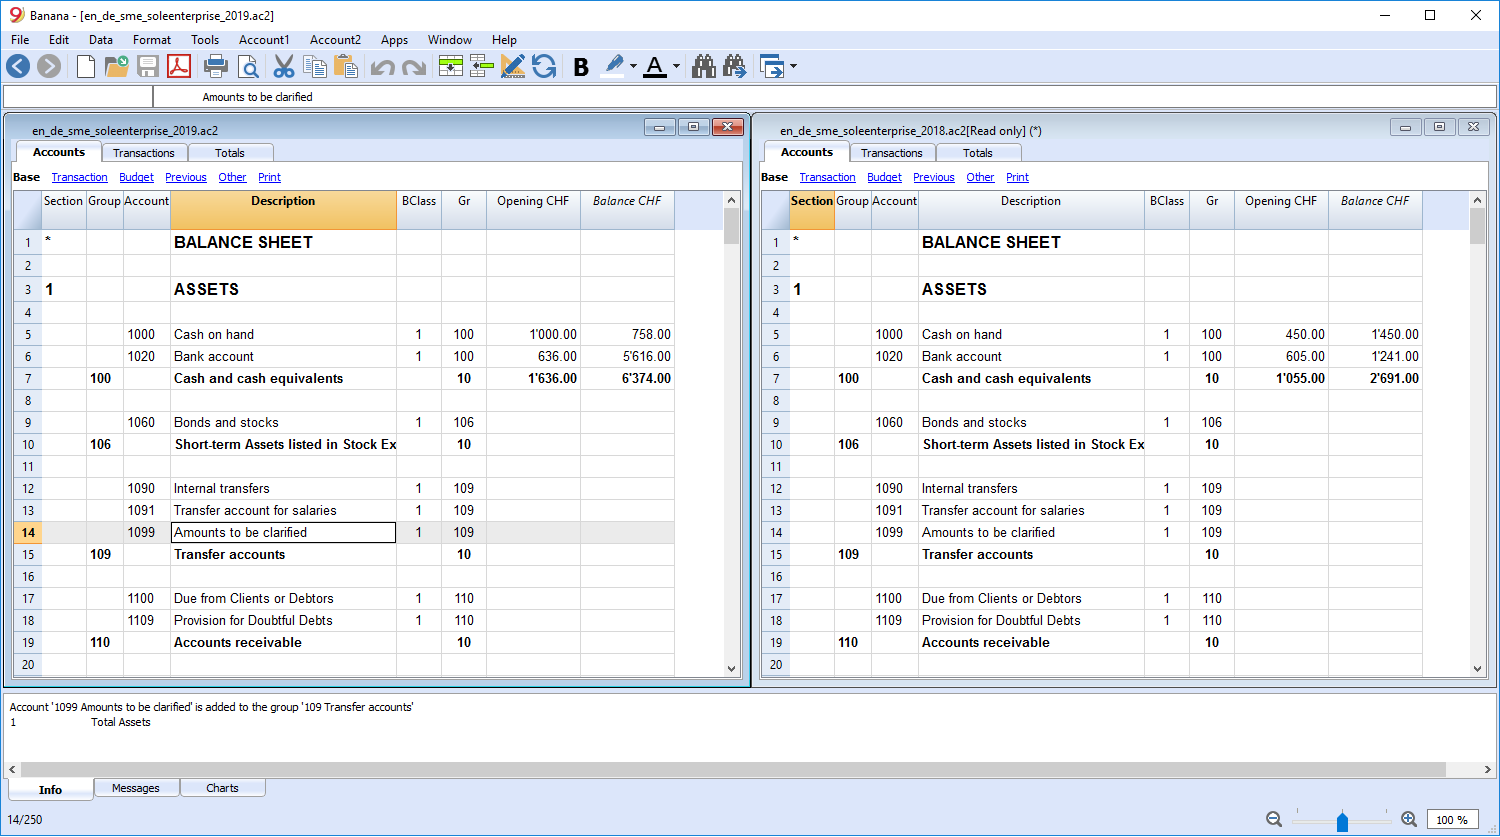 Banana - [en_de_sme_soleenterprise_2019.ac2]
File Edit Data Format Tools Account1 Account2 Apps Window Help
B A
Amounts to be clarified
en_de_sme_soleenterprise_2019.ac2
Accounts Transactions Totals
Base Transaction Budget Previous Other Print
Section Group Account Description BClass Gr Opening CHF Balance CHF
1 * BALANCE SHEET
2
3 1 ASSETS
4
5 1000 Cash on hand 1 100 1'000.00 758.00
6 1020 Bank account 1 100 636.00 5'616.00
7 100 Cash and cash equivalents 10 1'636.00 6'374.00
8
9 1060 Bonds and stocks 1 106
10 106 Short-term Assets listed in Stock Ex 10
11
12 1090 Internal transfers 1 109
13 1091 Transfer account for salaries 1 109
14 1099 Amounts to be clarified 1 109
15 109 Transfer accounts 10
16
17 1100 Due from Clients or Debtors 1 110
18 1109 Provision for Doubtful Debts 1 110
19 110 Accounts receivable 10
20
en_de_sme_soleenterprise_2018.ac2[Read only] (*)
Accounts Transactions Totals
Base Transaction Budget Previous Other Print
Section Group Account Description BClass Gr Opening CHF Balance CHF
1 * BALANCE SHEET
2
3 1 ASSETS
4
5 1000 Cash on hand 1 100 450.00 1'450.00
6 1020 Bank account 1 100 605.00 1'241.00
7 100 Cash and cash equivalents 10 1'055.00 2'691.00
8
9 1060 Bonds and stocks 1 106
10 106 Short-term Assets listed in Stock Ex 10
11
12 1090 Internal transfers 1 109
13 1091 Transfer account for salaries 1 109
14 1099 Amounts to be clarified 1 109
15 109 Transfer accounts 10
16
17 1100 Due from Clients or Debtors 1 110
18 1109 Provision for Doubtful Debts 1 110
19 110 Accounts receivable 10
20
Account '1099 Amounts to be clarified' is added to the group '109 Transfer accounts'
1 Total Assets
Info Messages Charts
14/250 100 %